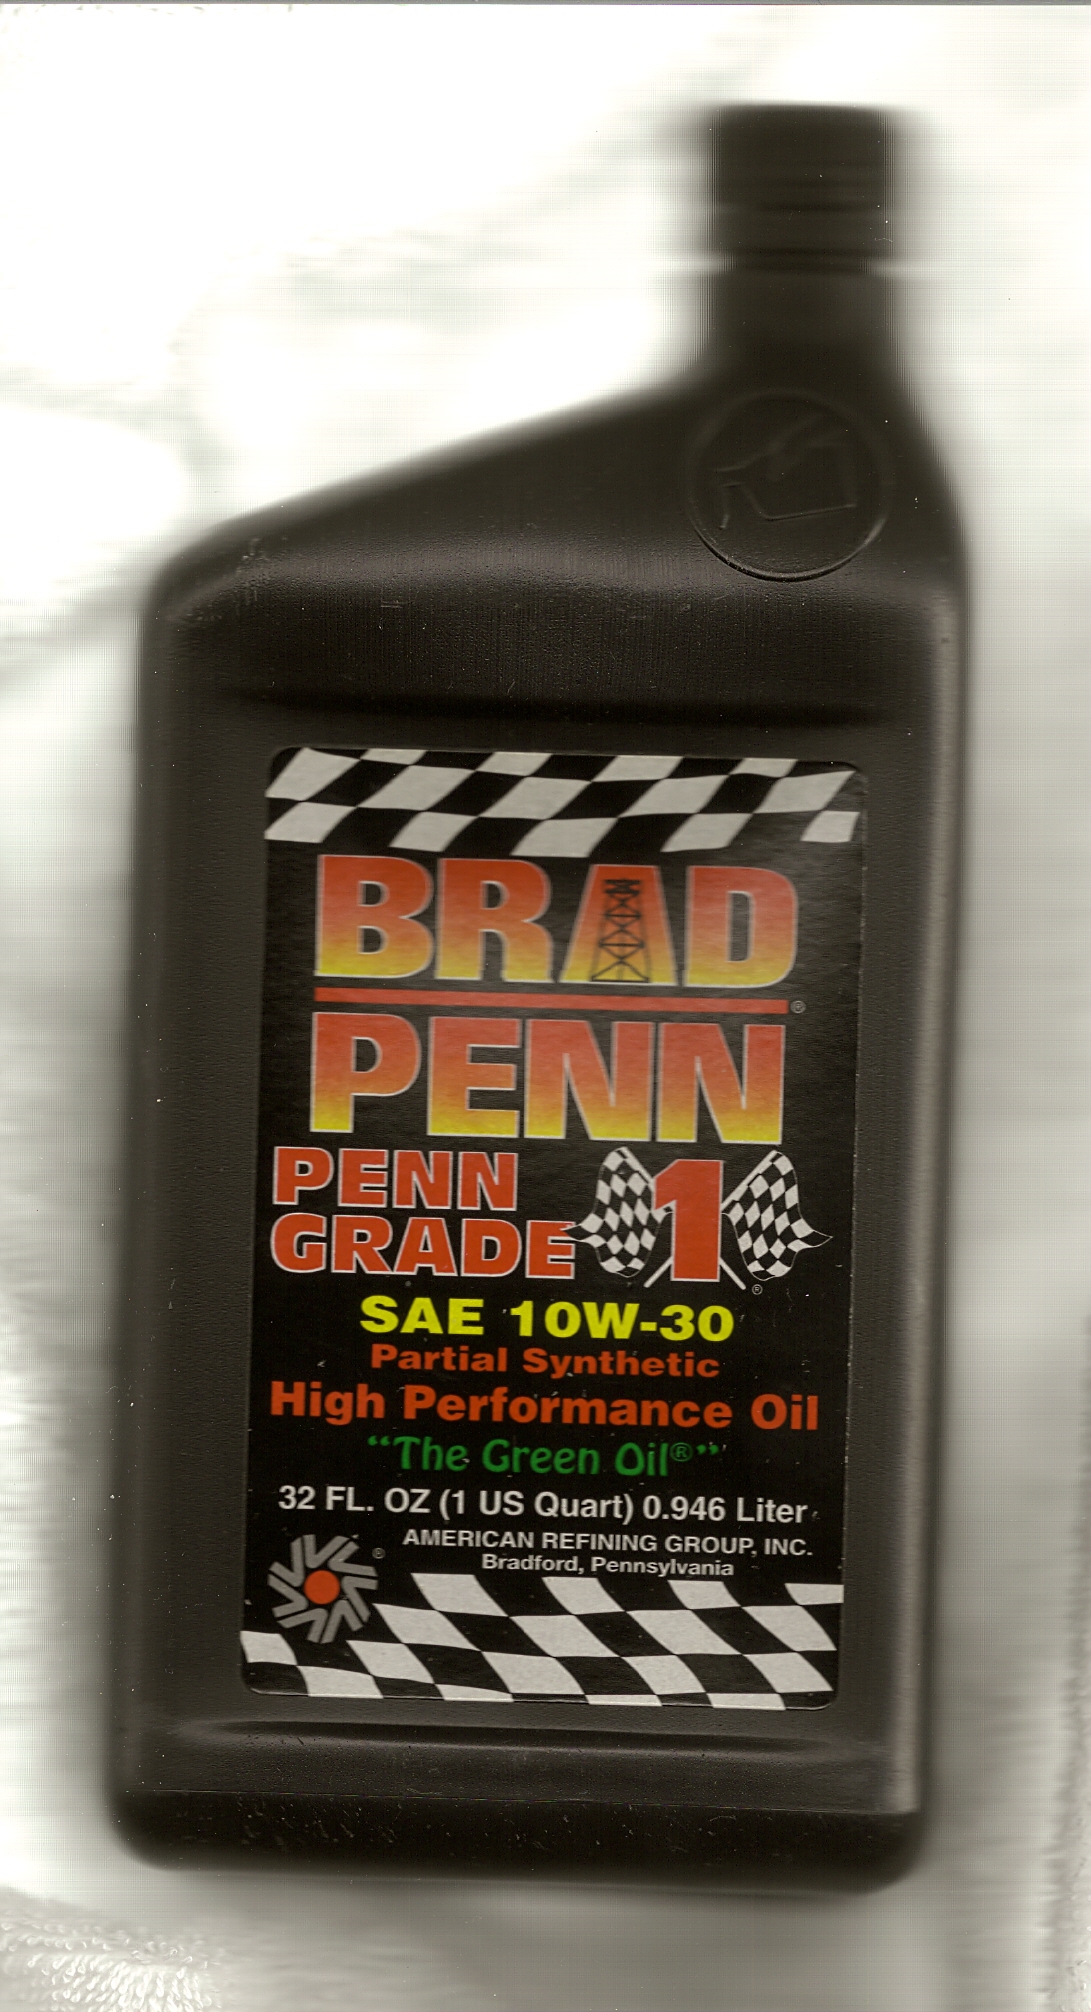 BRAD
®
PENN
PENN
GRADE 1
®
SAE 10W-30
Partial Synthetic
High Performance Oil
“The Green Oil®”
32 FL. OZ (1 US Quart) 0.946 Liter
®
AMERICAN REFINING GROUP, INC.
Bradford, Pennsylvania